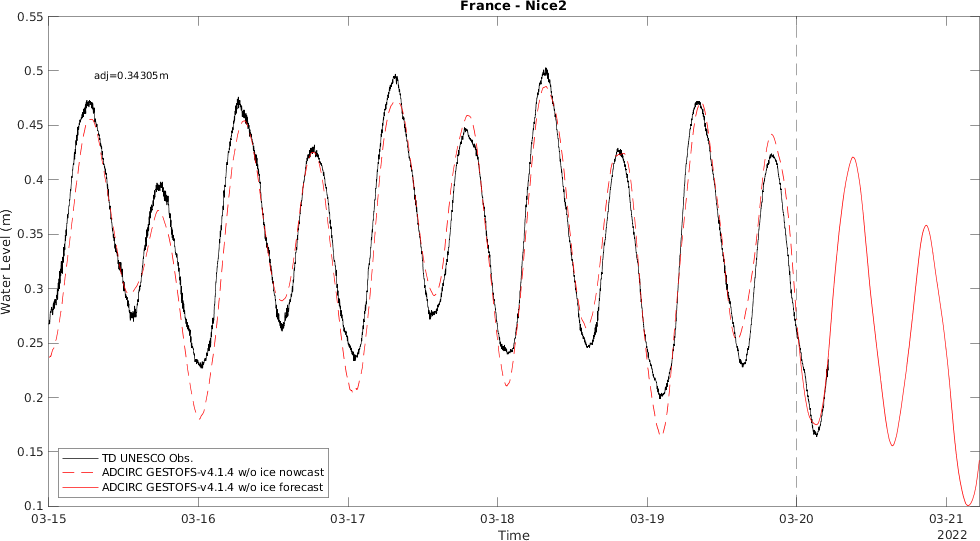 France - Nice2
0.55
0.5
0.45
0.4
0.35
0.3
0.25
0.2
0.15
0.1
Water Level (m)
adj=0.34305m
TD UNESCO Obs.
ADCIRC GESTOFS-v4.1.4 w/o ice nowcast
ADCIRC GESTOFS-v4.1.4 w/o ice forecast
03-15 03-16 03-17 03-18 03-19 03-20 03-21
Time
2022